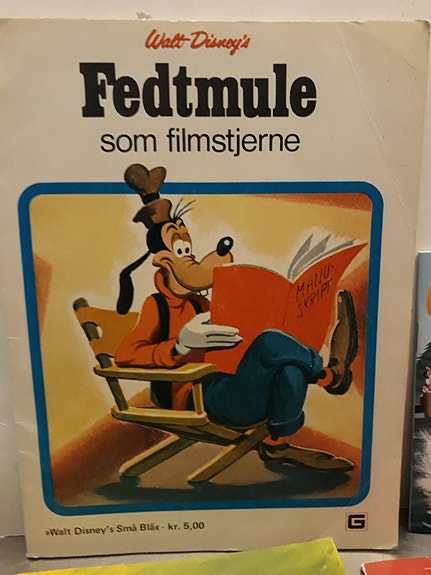 Walt Disney's
Fedtmule
som filmstjerne
MANU-
SKRIPT
»Walt Disney's Små Blå« - kr. 5,00
G